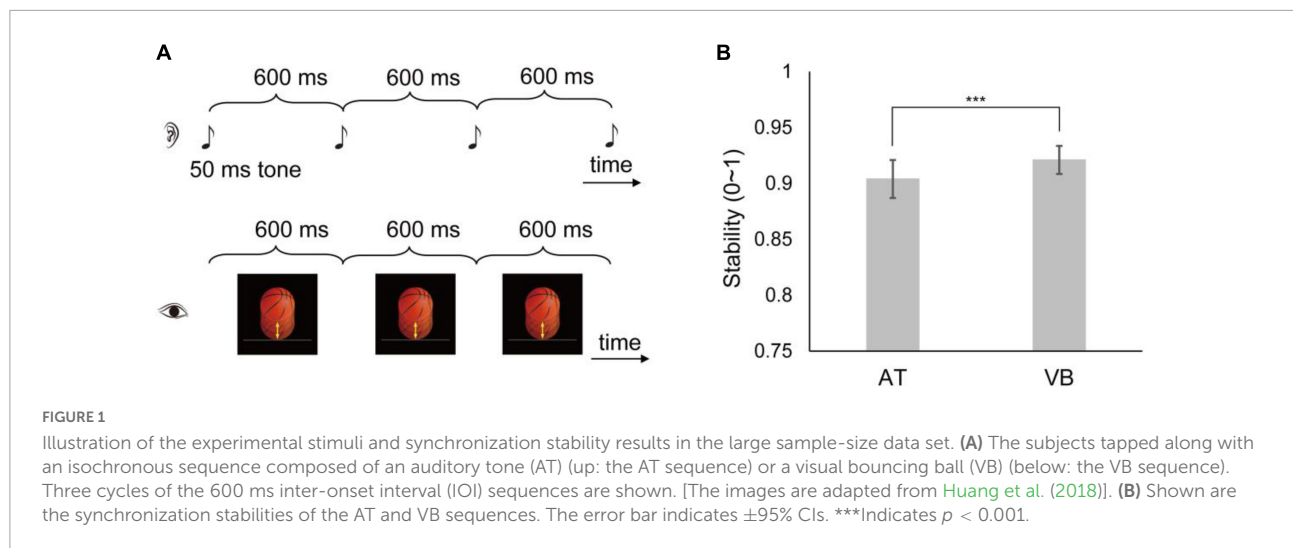 A
600 ms 600 ms 600 ms
50 ms tone
time
600 ms 600 ms 600 ms
time
B
1
0.95
0.9
0.85
0.8
0.75
Stability (0~1)
***
AT VB
FIGURE 1
Illustration of the experimental stimuli and synchronization stability results in the large sample-size data set. (A) The subjects tapped along with
an isochronous sequence composed of an auditory tone (AT) (up: the AT sequence) or a visual bouncing ball (VB) (below: the VB sequence).
Three cycles of the 600 ms inter-onset interval (IOI) sequences are shown. [The images are adapted from Huang et al. (2018)]. (B) Shown are
the synchronization stabilities of the AT and VB sequences. The error bar indicates ±95% CIs. ***Indicates p < 0.001.